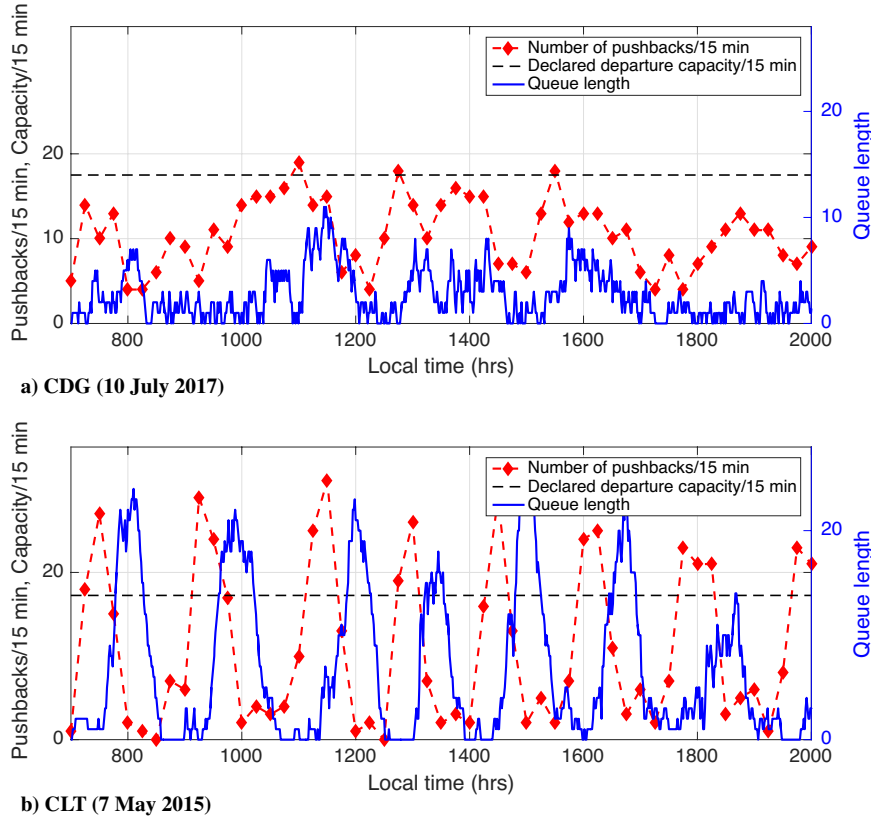 Pushbacks/15 min, Capacity/15 min
Number of pushbacks/15 min
Declared departure capacity/15 min
Queue length
20
10
0
20
10
0
Queue length
800 1000 1200 1400 1600 1800 2000
Local time (hrs)
a) CDG (10 July 2017)
Pushbacks/15 min, Capacity/15 min
Number of pushbacks/15 min
Declared departure capacity/15 min
Queue length
20
0
20
0
Queue length
800 1000 1200 1400 1600 1800 2000
Local time (hrs)
b) CLT (7 May 2015)